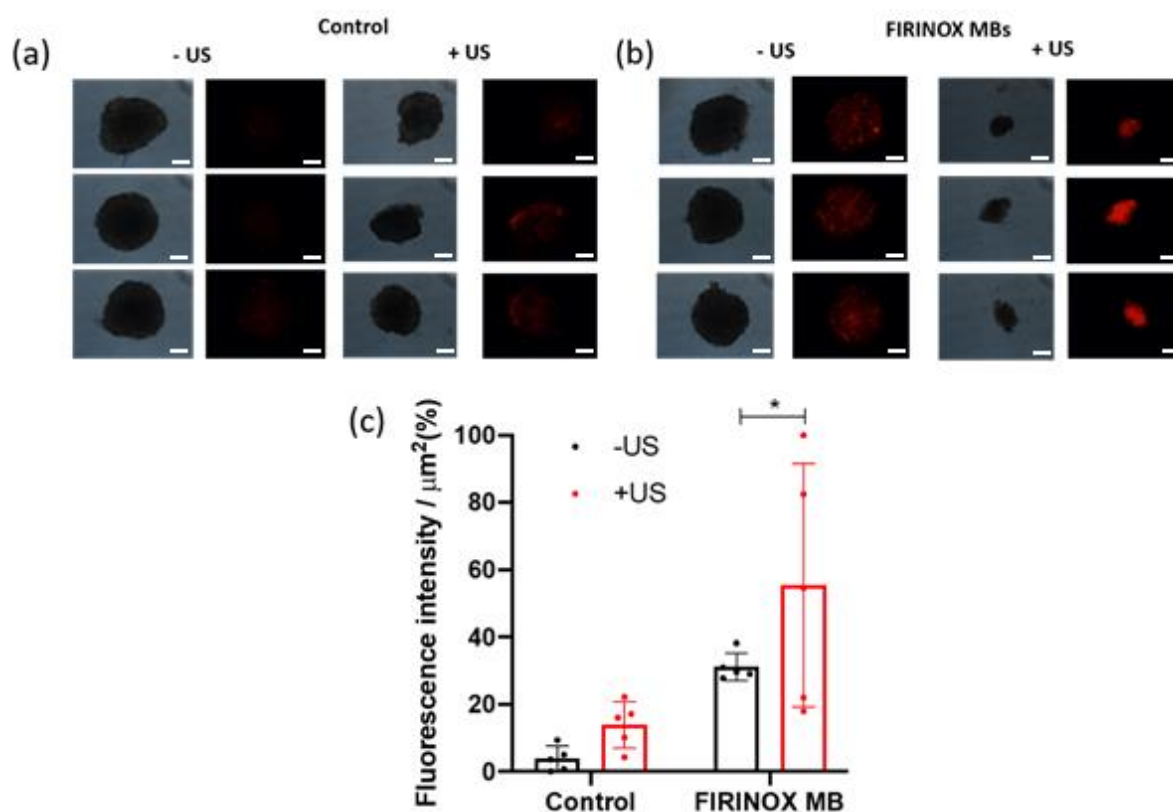 Control
FIRINOX MBs
(a)
- US
+ US
(b)
- US
+ US
(c)
Fluorescence intensity / μm²(%)
*
100
80
60
40
20
0
-US
+US
Control
FIRINOX MB